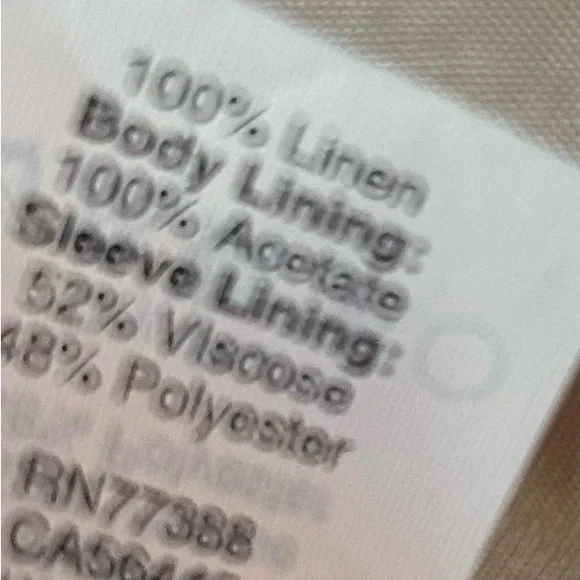 100% Linen
Body Lining:
100% Acetate
Sleeve Lining:
52% Viscose
48% Polyester
RN77388